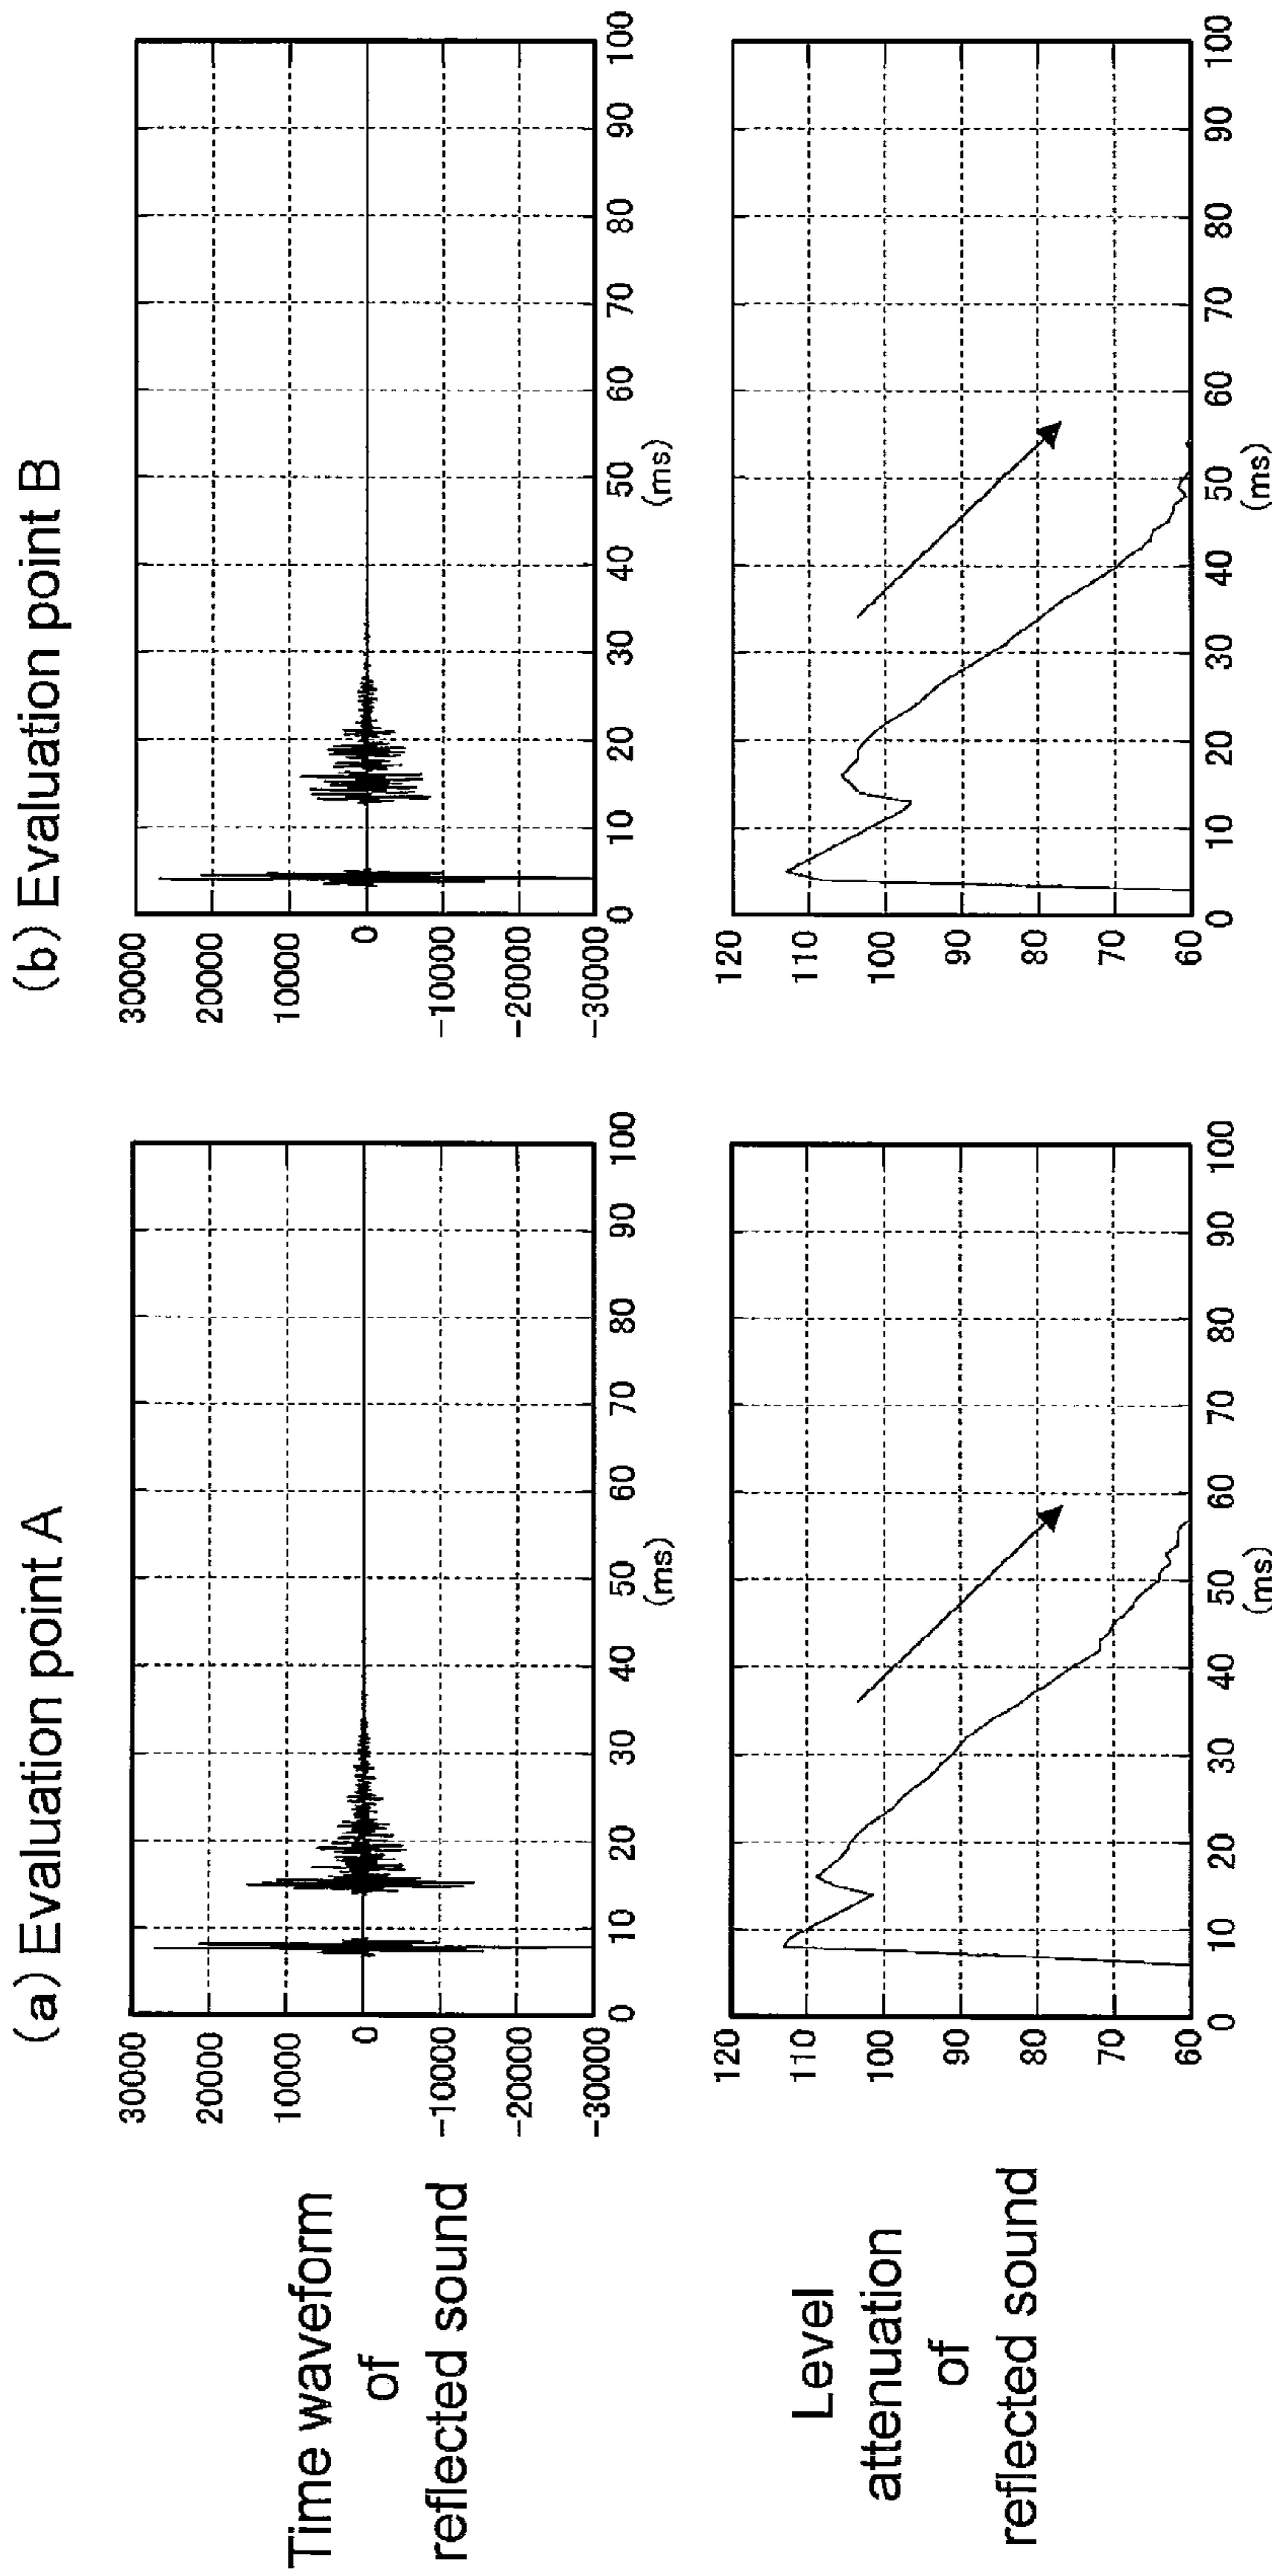 (a) Evaluation point A
(b) Evaluation point B
Time waveform
of
reflected sound
30000
20000
10000
0
-10000
-20000
-30000
0 10 20 30 40 50 60 70 80 90 100
(ms)
30000
20000
10000
0
-10000
-20000
-30000
0 10 20 30 40 50 60 70 80 90 100
(ms)
Level
attenuation
of
reflected sound
120
110
100
90
80
70
60
0 10 20 30 40 50 60 70 80 90 100
(ms)
120
110
100
90
80
70
60
0 10 20 30 40 50 60 70 80 90 100
(ms)